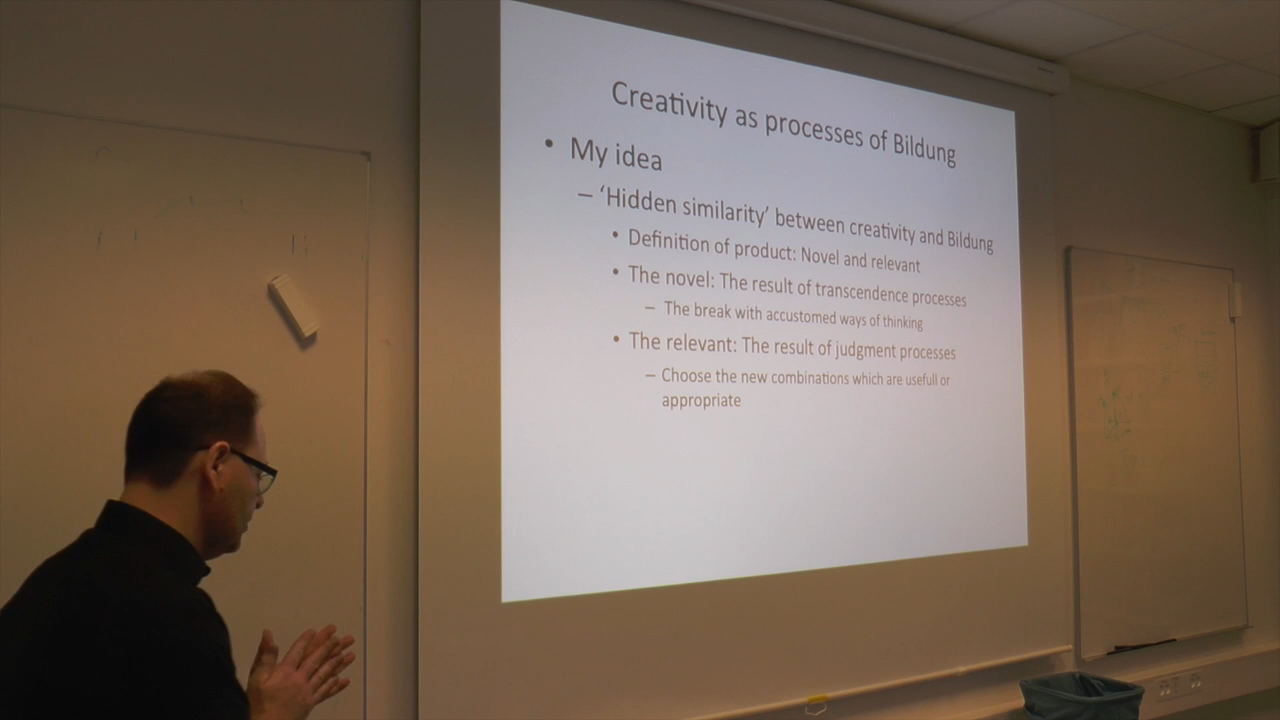 Creativity as processes of Bildung
• My idea
– ‘Hidden similarity’ between creativity and Bildung
• Definition of product: Novel and relevant
• The novel: The result of transcendence processes
– The break with accustomed ways of thinking
• The relevant: The result of judgment processes
– Choose the new combinations which are usefull or
appropriate